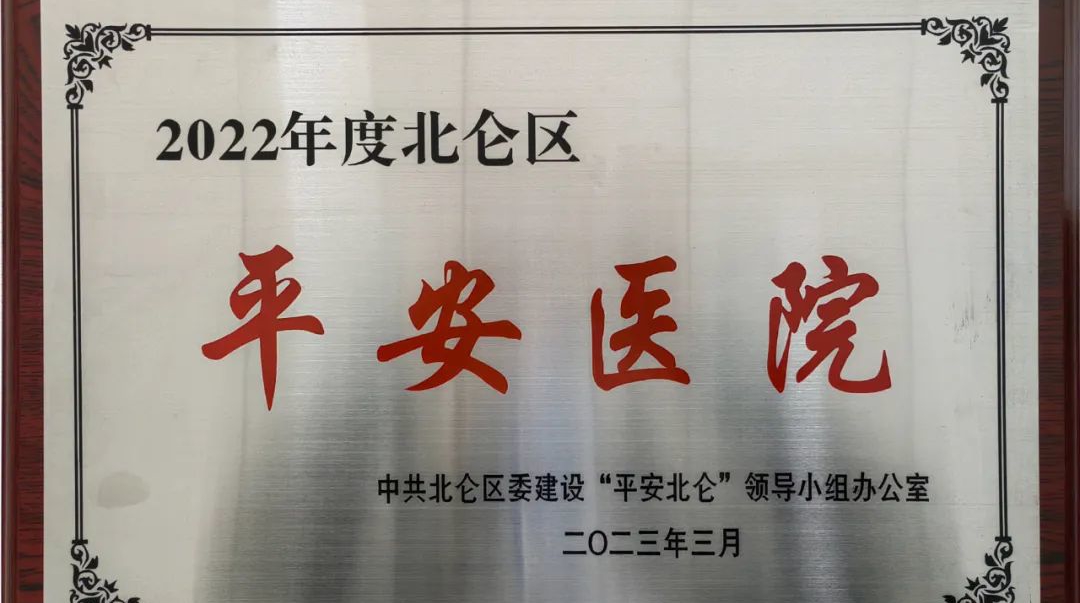 2022年度北仑区
平安医院
中共北仑区委建设“平安北仑”领导小组办公室
二〇二三年三月